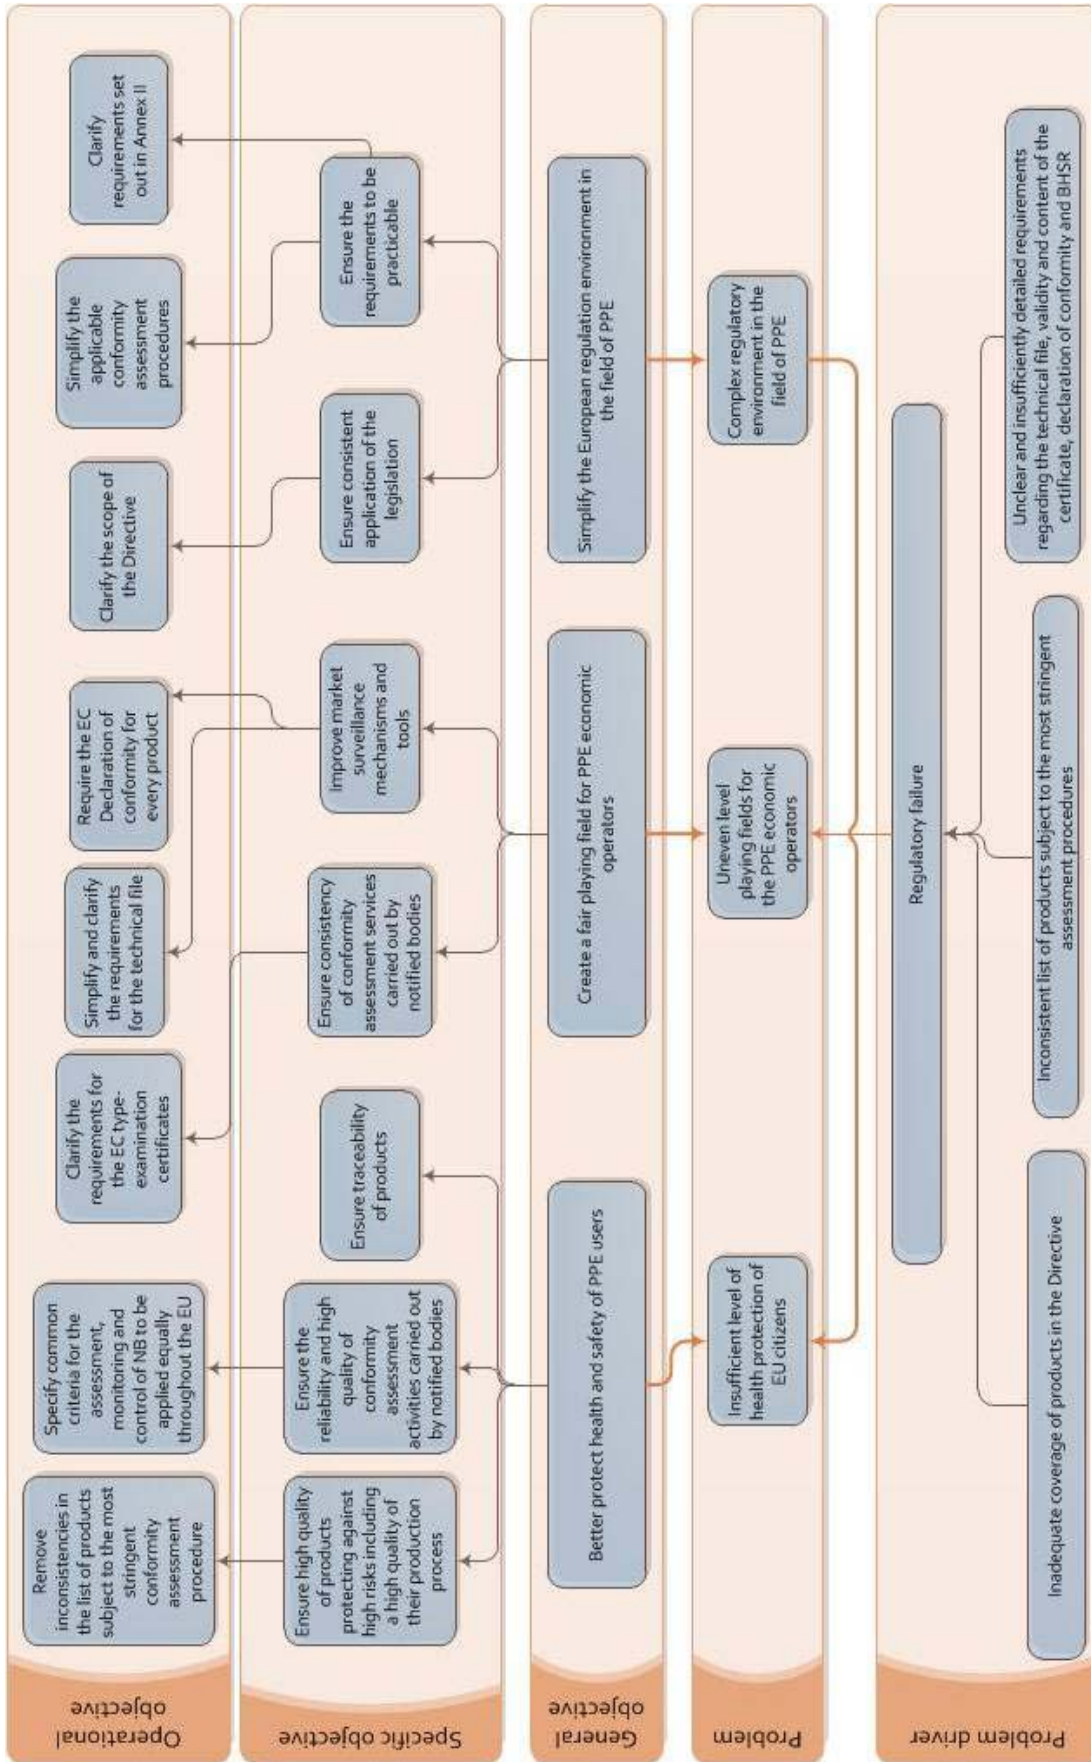 Operational
objective
Remove
inconsistencies in
the list of products
subject to the most
stringent
conformity
assessment
procedure
Specify common
criteria for the
assessment,
monitoring and
control of NB to be
applied equally
throughout the EU
Clarify the
requirements for
the EC type-
examination
certificates
Simplify and clarify
the requirements
for the technical file
Require the EC
Declaration of
conformity for
every product
Clarify the scope of
the Directive
Simplify the
applicable
conformity
assessment
procedures
Clarify
requirements set
out in Annex II
Specific objective
Ensure high quality
of products
protecting against
high risks including
a high quality of
their production
process
Ensure the
reliability and high
quality of
conformity
assessment
activities carried out
by notified bodies
Ensure traceability
of products
Ensure consistency
of conformity
assessment services
carried out by
notified bodies
Improve market
surveillance
mechanisms and
tools
Ensure consistent
application of the
legislation
Ensure the
requirements to be
practicable
General
objective
Better protect health and safety of PPE users
Create a fair playing field for PPE economic
operators
Simplify the European regulation environment in
the field of PPE
Problem
Insufficient level of
health protection of
EU citizens
Uneven level
playing fields for
the PPE economic
operators
Complex regulatory
environment in the
field of PPE
Problem driver
Regulatory failure
Inadequate coverage of products in the Directive
Inconsistent list of products subject to the most stringent
assessment procedures
Unclear and insufficiently detailed requirements
regarding the technical file, validity and content of the
certificate, declaration of conformity and BHSR